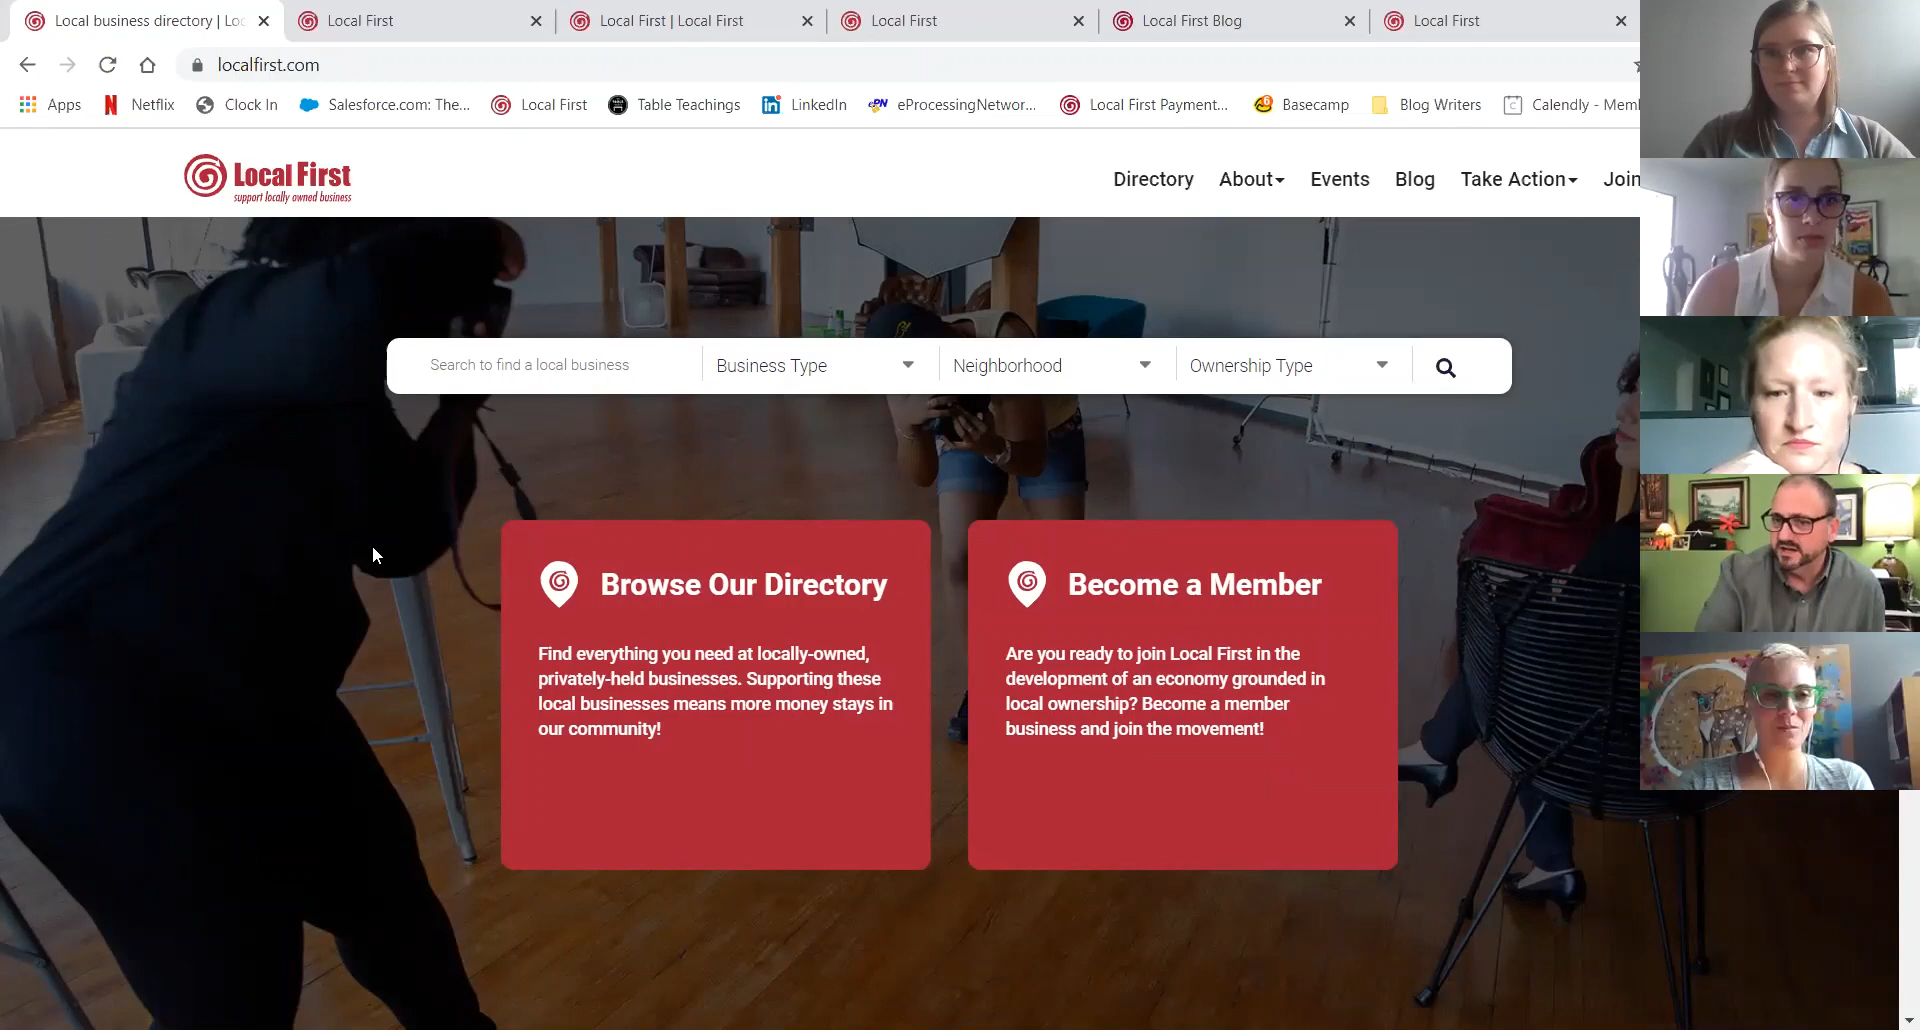 Local business directory | Loc
Local First
Local First | Local First
Local First
Local First Blog
Local First
localfirst.com
Apps
Netflix
Clock In
Salesforce.com: The...
Local First
Table Teachings
LinkedIn
eProcessingNetwor...
Local First Payment...
Basecamp
Blog Writers
Calendly - Mem
Local First
support locally owned business
Directory
About
Events
Blog
Take Action
Join
Search to find a local business
Business Type
Neighborhood
Ownership Type
Browse Our Directory
Find everything you need at locally-owned,
privately-held businesses. Supporting these
local businesses means more money stays in
our community!
Become a Member
Are you ready to join Local First in the
development of an economy grounded in
local ownership? Become a member
business and join the movement!